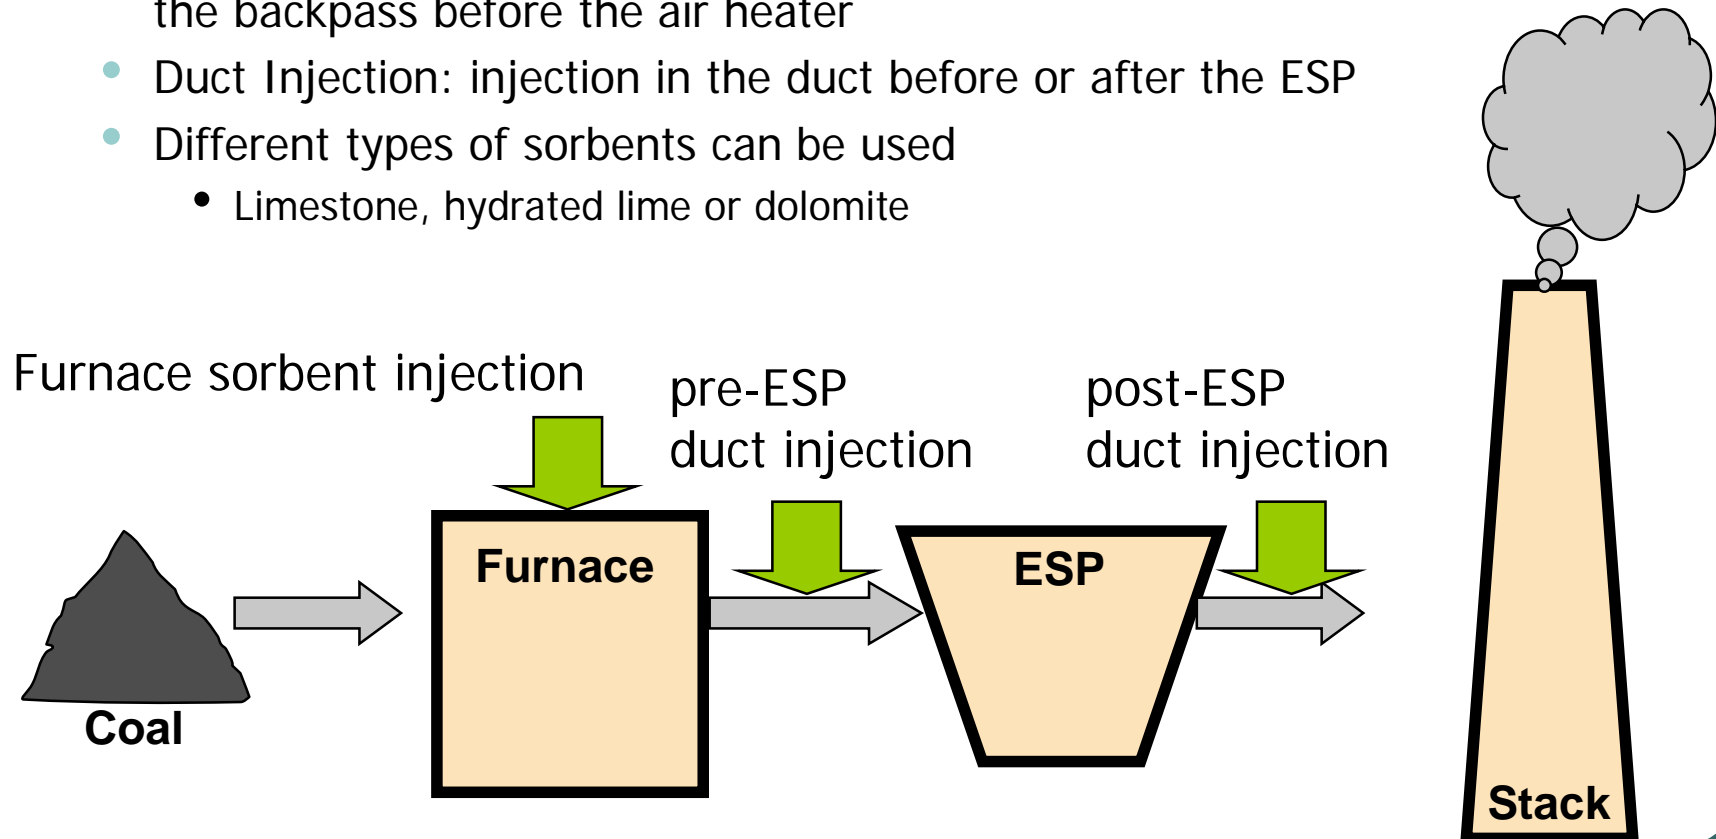 the backpass before the air heater
• Duct Injection: injection in the duct before or after the ESP
• Different types of sorbents can be used
• Limestone, hydrated lime or dolomite
Furnace sorbent injection
pre-ESP
duct injection
post-ESP
duct injection
Furnace
ESP
Coal
Stack